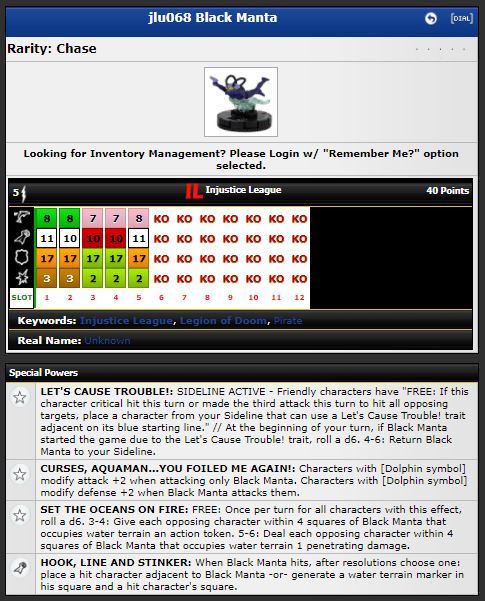 jlu068 Black Manta
[DIAL]
Rarity: Chase
Looking for Inventory Management? Please Login w/ "Remember Me?" option
selected.
5 IL Injustice League 40 Points
8 8 7 7 8 KO KO KO KO KO KO KO
11 10 10 10 11 KO KO KO KO KO KO KO
17 17 17 17 17 KO KO KO KO KO KO KO
3 3 2 2 2 KO KO KO KO KO KO KO
SLOT 1 2 3 4 5 6 7 8 9 10 11 12
Keywords: Injustice League, Legion of Doom, Pirate
Real Name: Unknown
Special Powers
LET'S CAUSE TROUBLE!: SIDELINE ACTIVE - Friendly characters have "FREE: If this
character critical hit this turn or made the third attack this turn to hit all opposing
targets, place a character from your Sideline that can use a Let's Cause Trouble! trait
adjacent on its blue starting line." // At the beginning of your turn, if Black Manta
started the game due to the Let's Cause Trouble! trait, roll a d6. 4-6: Return Black
Manta to your Sideline.
CURSES, AQUAMAN...YOU FOILED ME AGAIN!: Characters with [Dolphin symbol]
modify attack +2 when attacking only Black Manta. Characters with [Dolphin symbol]
modify defense +2 when Black Manta attacks them.
SET THE OCEANS ON FIRE: FREE: Once per turn for all characters with this effect,
roll a d6. 3-4: Give each opposing character within 4 squares of Black Manta that
occupies water terrain an action token. 5-6: Deal each opposing character within 4
squares of Black Manta that occupies water terrain 1 penetrating damage.
HOOK, LINE AND STINKER: When Black Manta hits, after resolutions choose one:
place a hit character adjacent to Black Manta -or- generate a water terrain marker in
his square and a hit character's square.